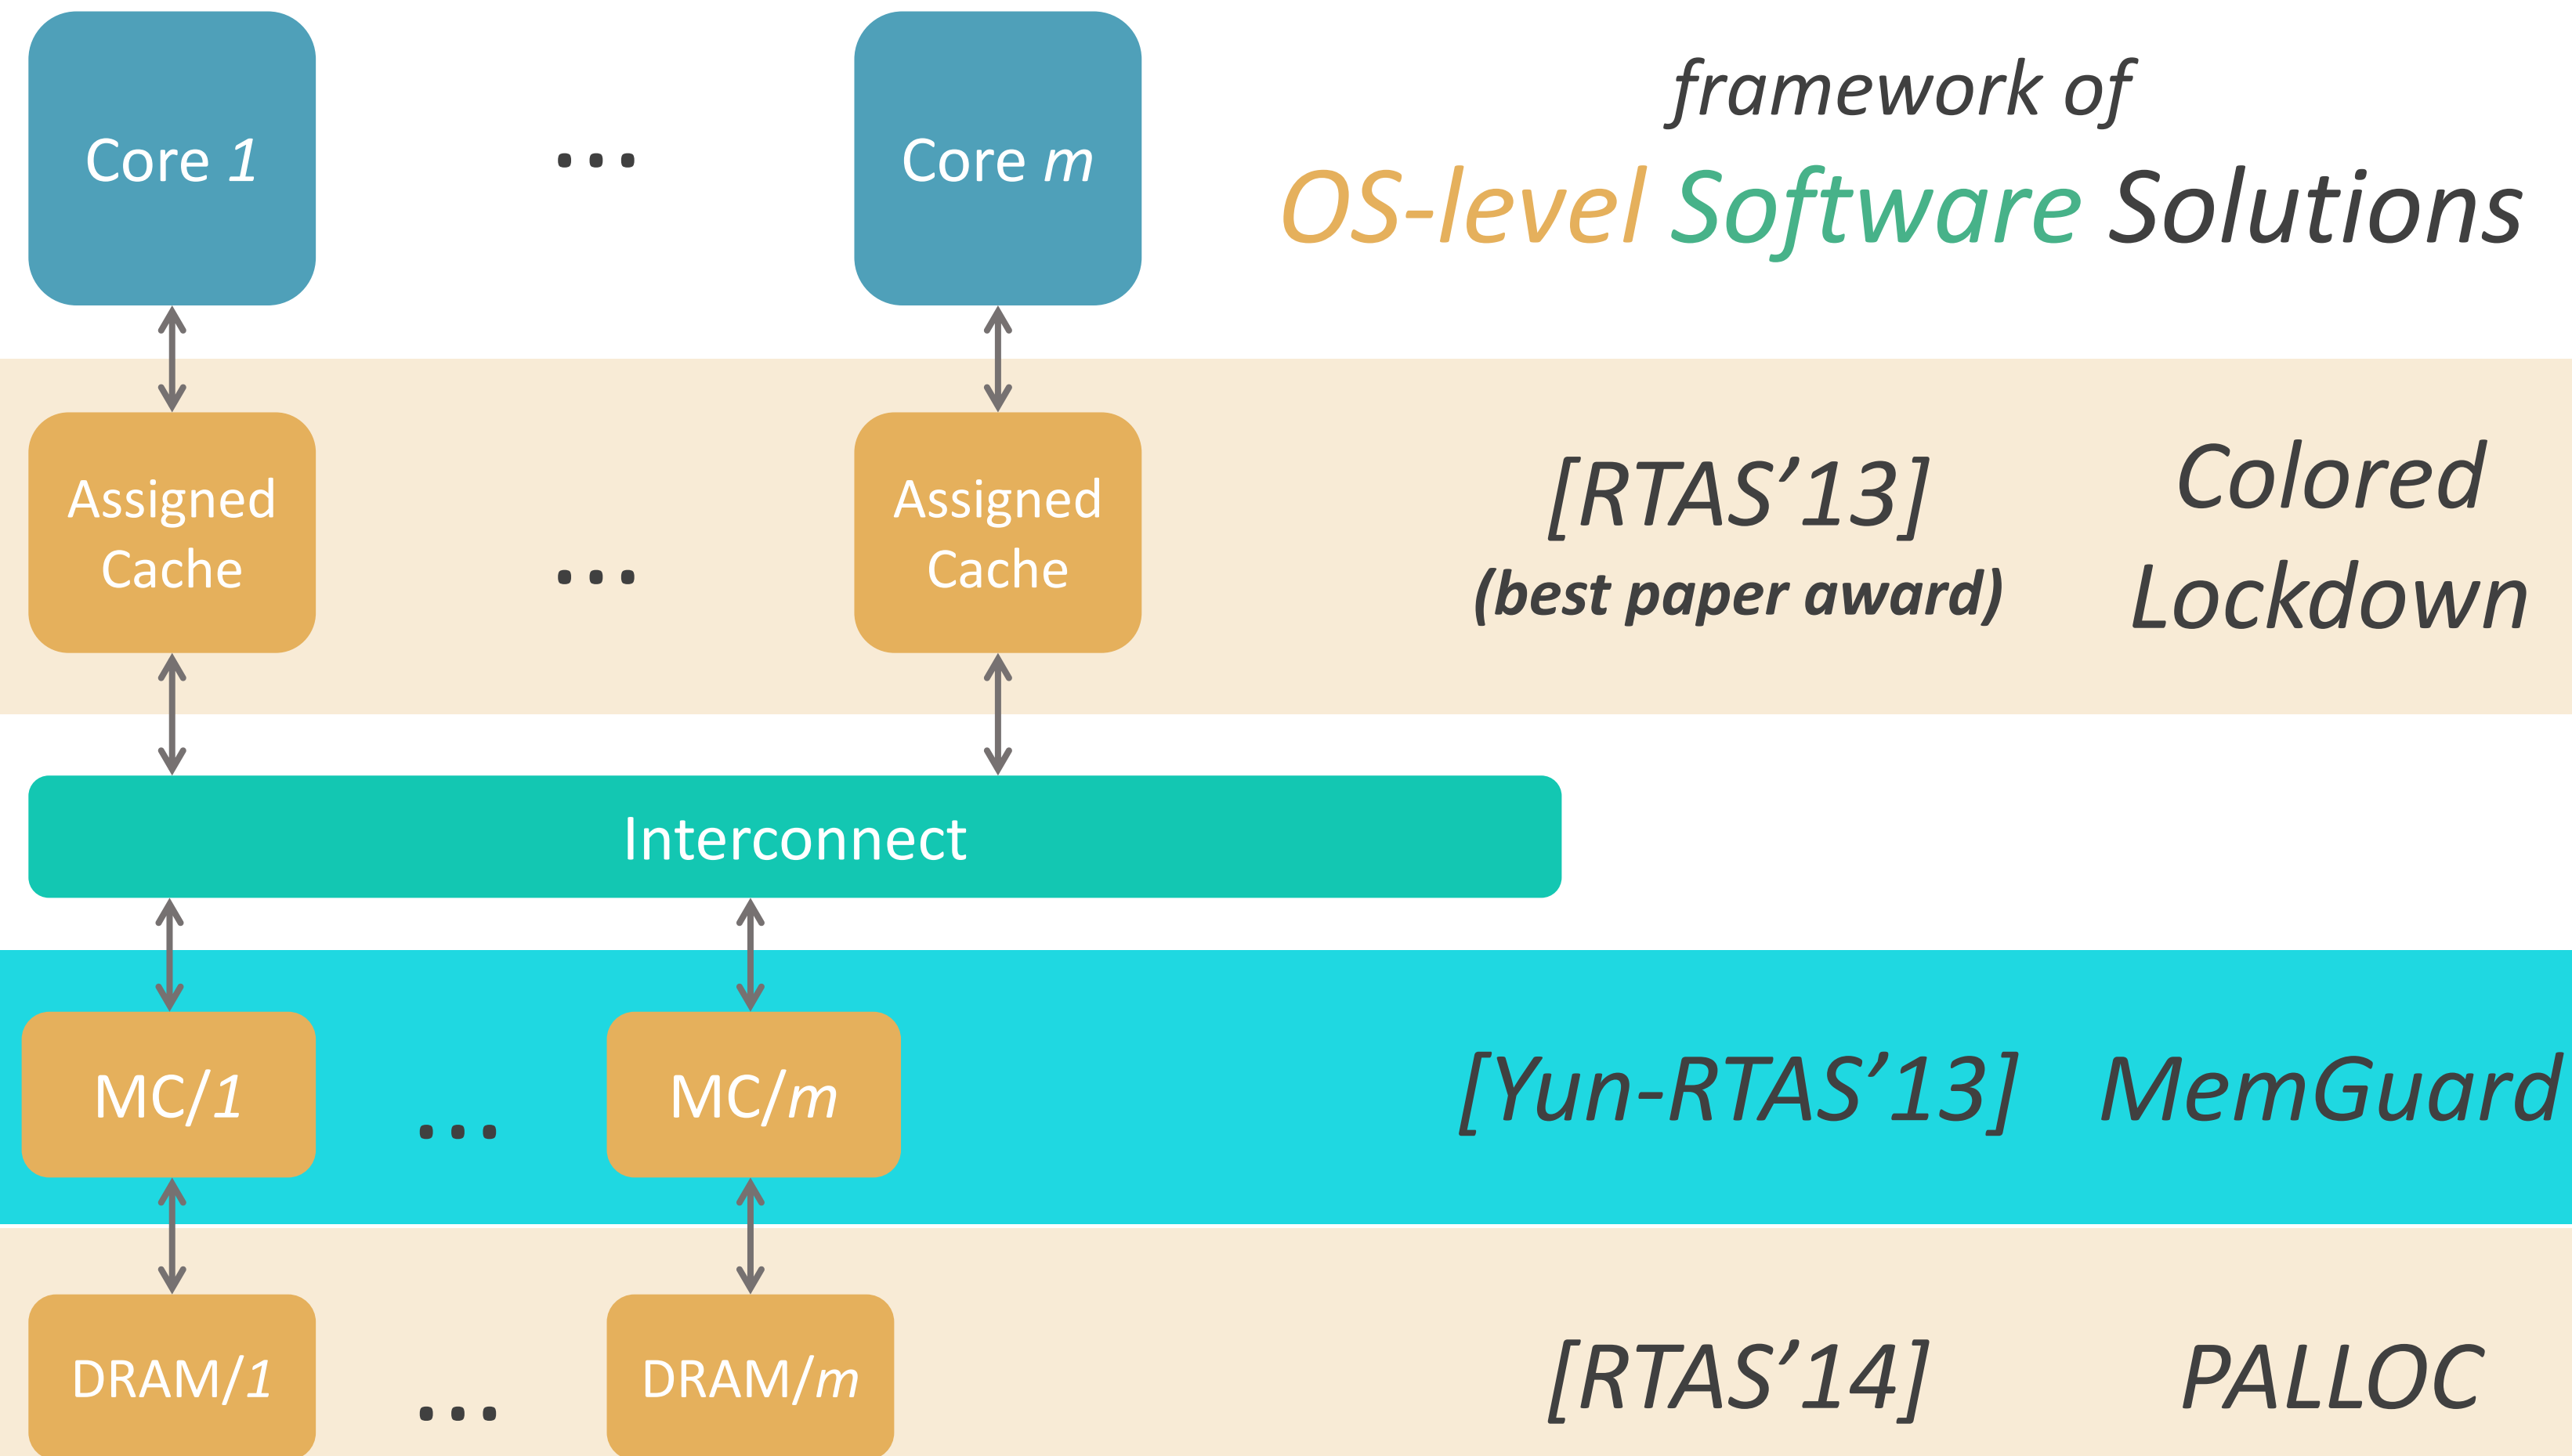 Core 1
...
Core m
framework of
OS-level Software Solutions
Assigned
Cache
...
Assigned
Cache
[RTAS’13]
(best paper award)
Colored
Lockdown
Interconnect
MC/1
...
MC/m
[Yun-RTAS’13]
MemGuard
DRAM/1
...
DRAM/m
[RTAS’14]
PALLOC